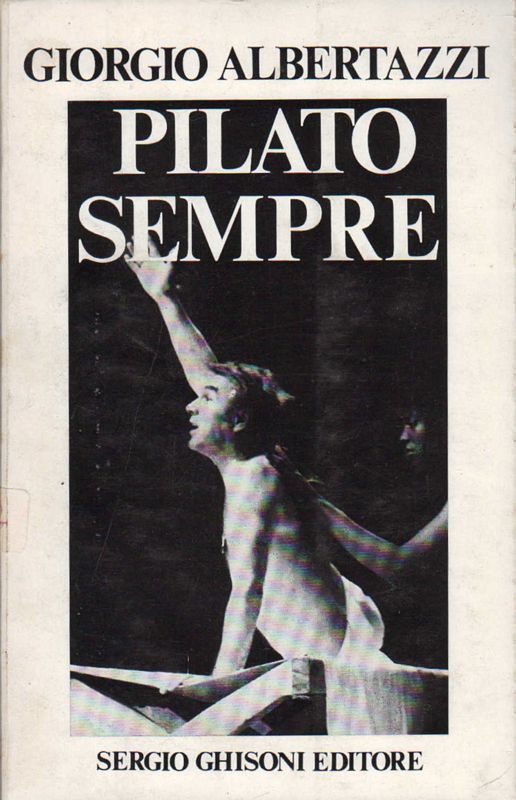 GIORGIO ALBERTAZZI
PILATO
SEMPRE
SERGIO GHISONI EDITORE